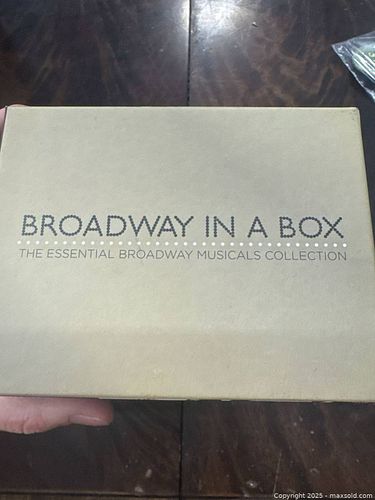 BROADWAY IN A BOX
THE ESSENTIAL BROADWAY MUSICALS COLLECTION
Copyright 2025 - maxsold.com